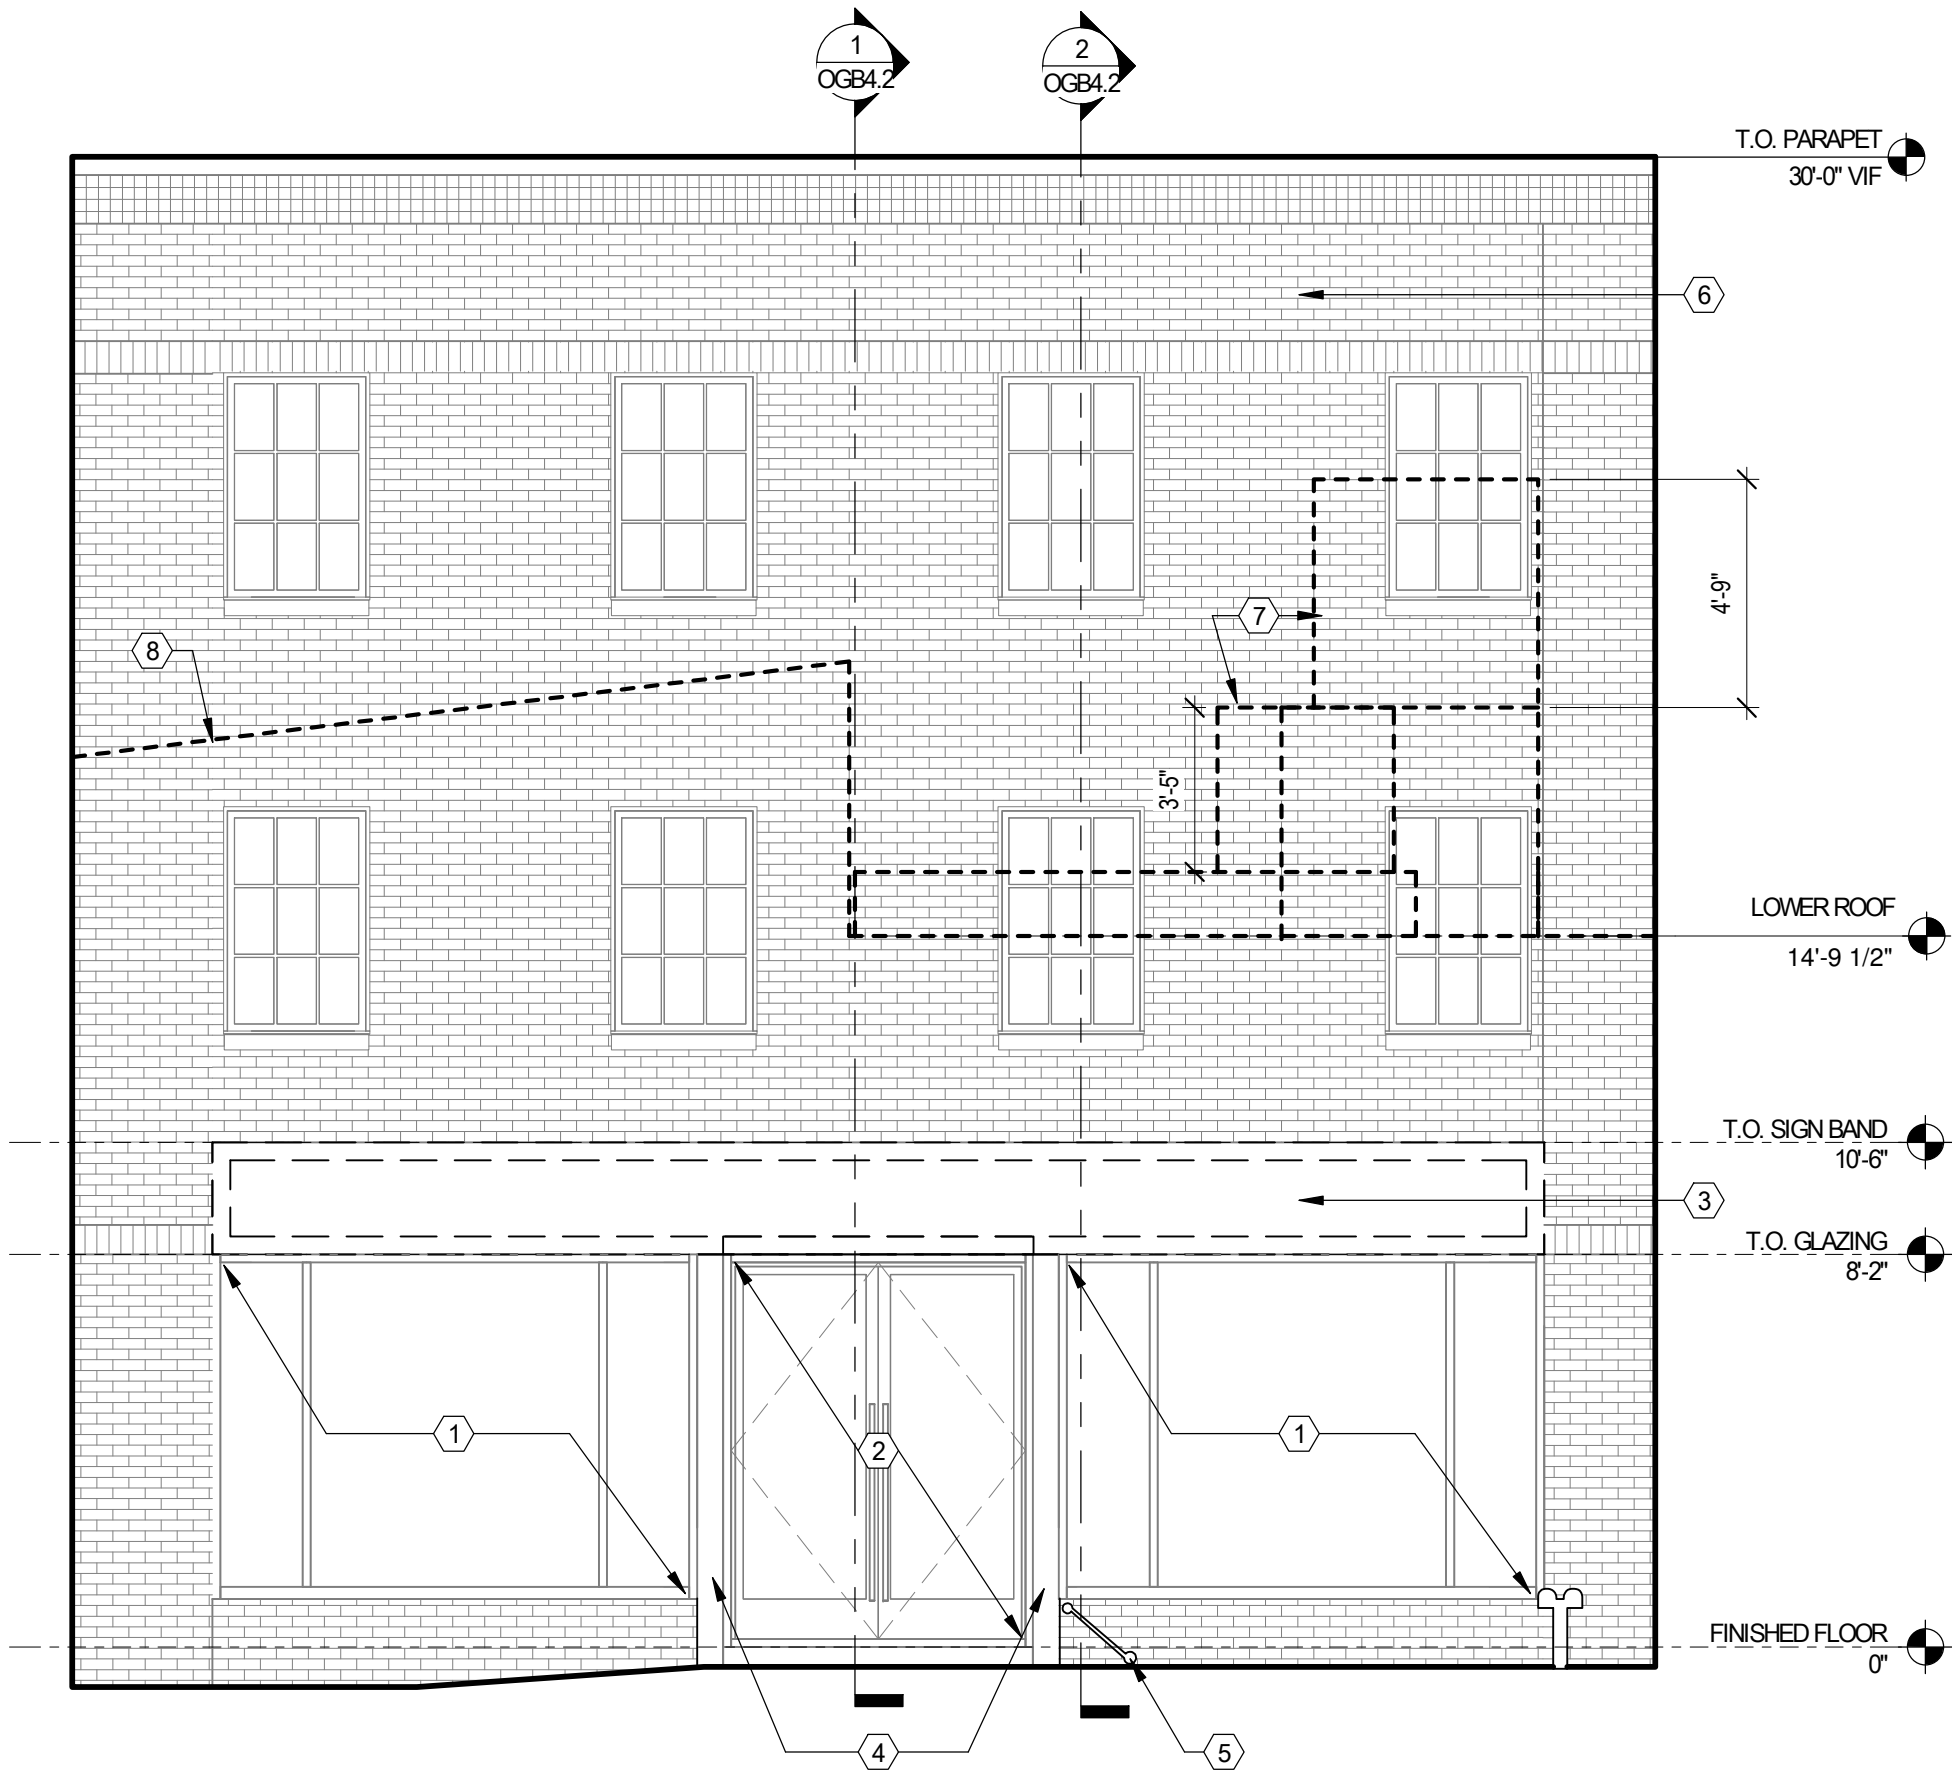 1
OGB4.2
2
OGB4.2
T.O. PARAPET
30'-0" VIF
6
4'-9"
7
8
3'-5"
LOWER ROOF
14'-9 1/2"
T.O. SIGN BAND
10'-6"
3
T.O. GLAZING
8'-2"
1
2
1
FINISHED FLOOR
0"
4
5